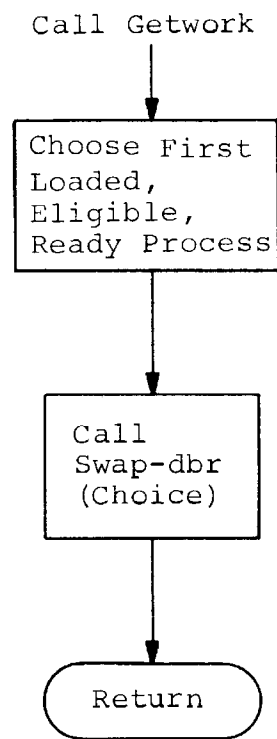 Call Getwork
Choose First
Loaded,
Eligible,
Ready Process
Call
Swap-dbr
(Choice)
Return